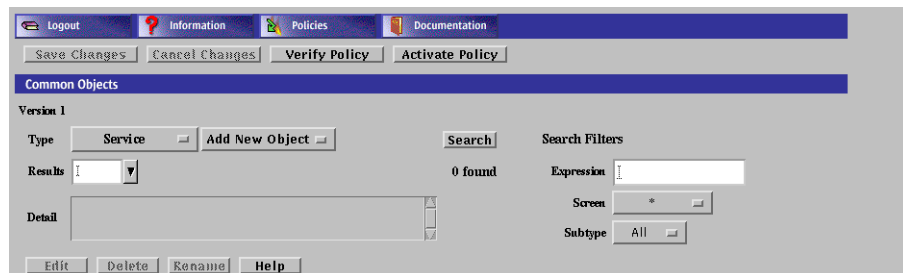 Logout Information Policies Documentation
Save Changes Cancel Changes Verify Policy Activate Policy
Common Objects
Version 1
Type Service Add New Object Search Search Filters
Results 0 found Expression
Screen *
Detail
Subtype All
Edit Delete Rename Help